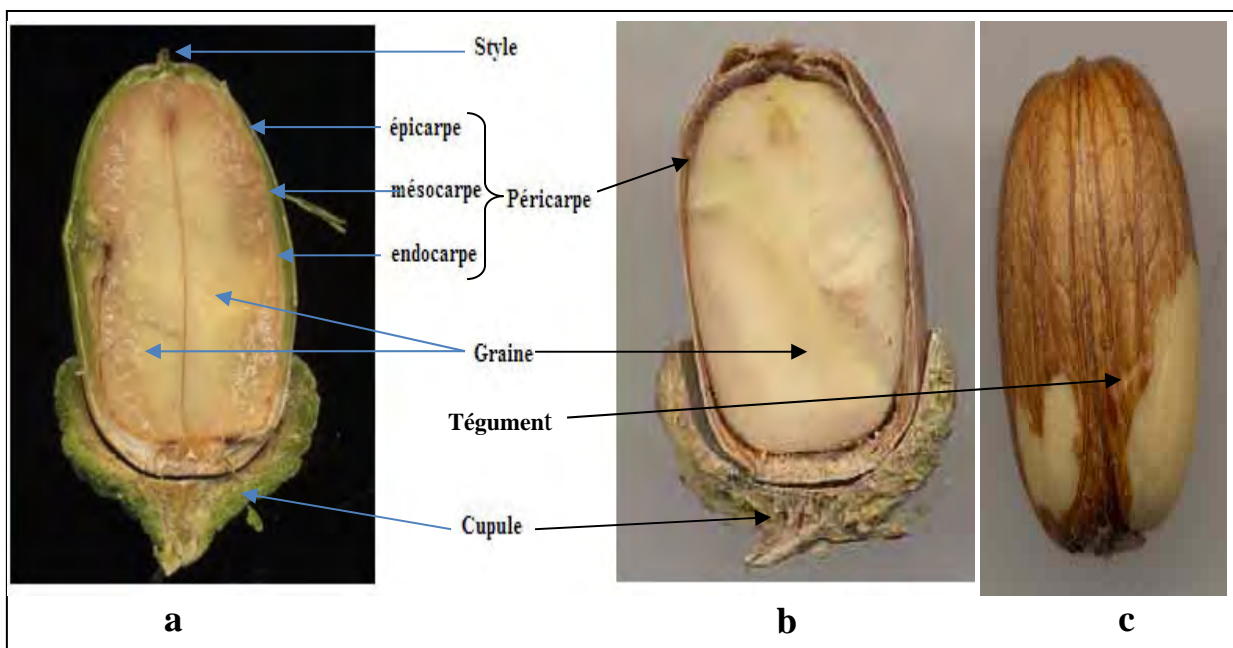 Style
épicarpe
mésocarpe
Péricarpe
endocarpe
Graine
Tégument
Cupule
a b c